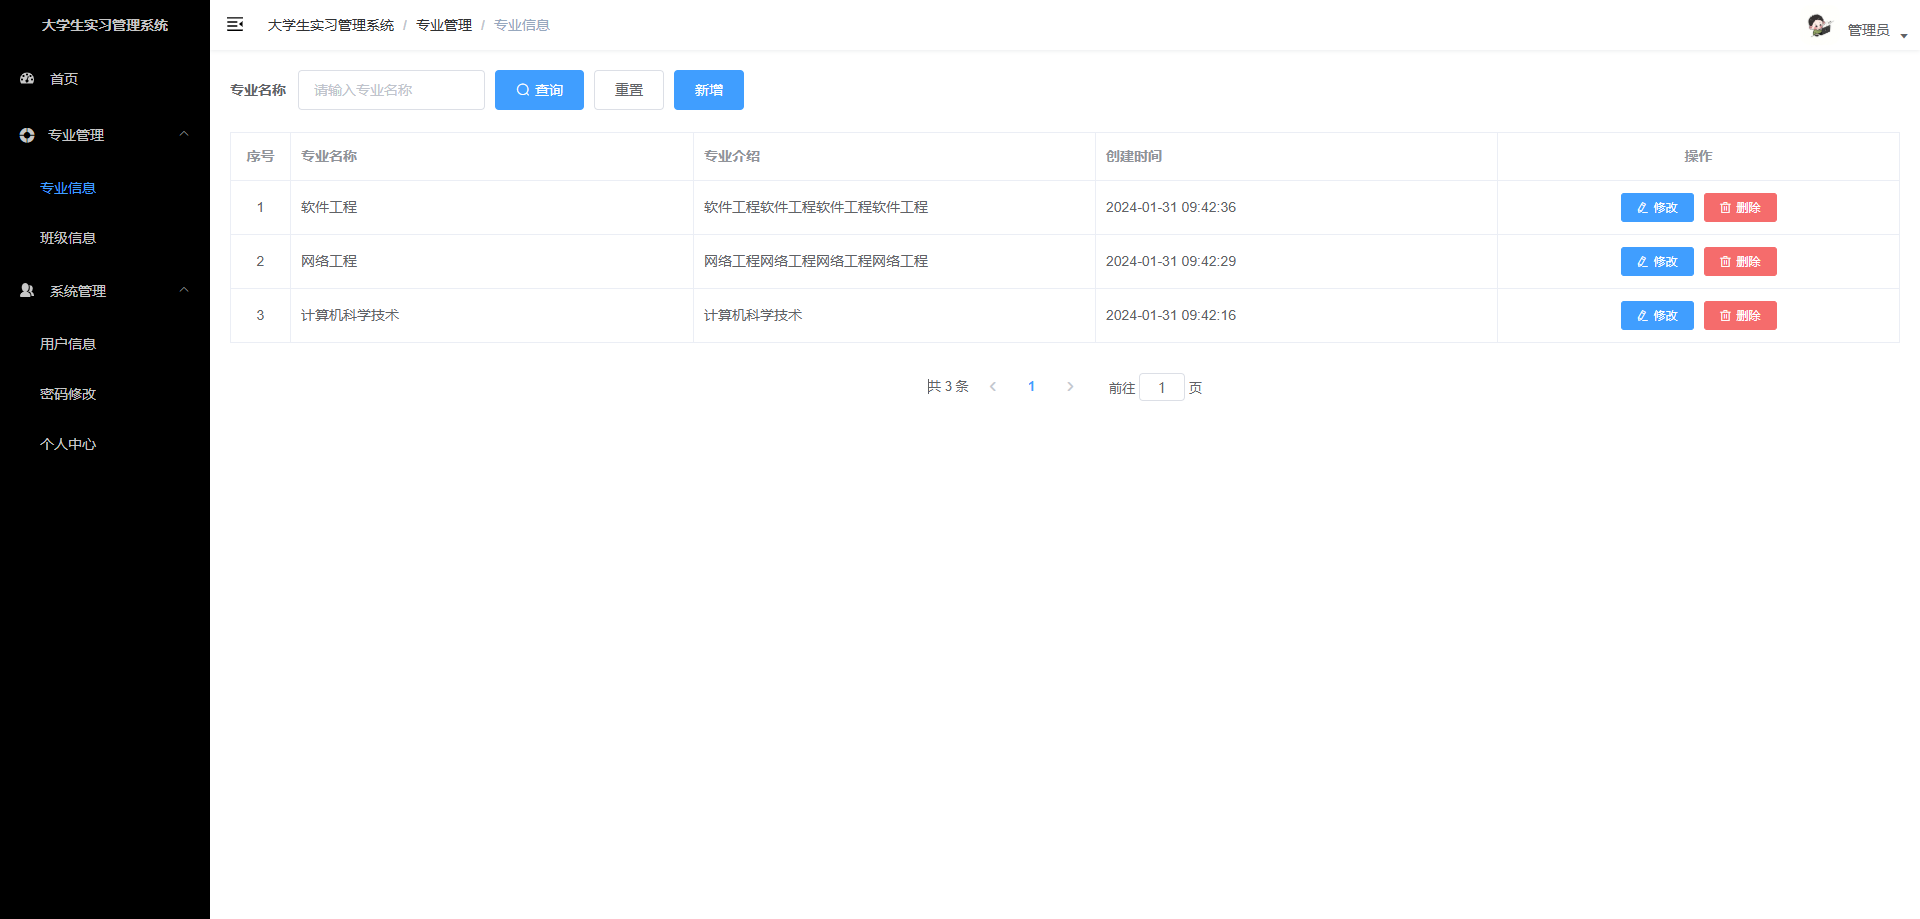 大学生实习管理系统
首页
专业管理
专业信息
班级信息
系统管理
用户信息
密码修改
个人中心
大学生实习管理系统 / 专业管理 / 专业信息
管理员
专业名称 请输入专业名称 查询 重置 新增
序号 专业名称 专业介绍 创建时间 操作
1 软件工程 软件工程软件工程软件工程软件工程 2024-01-31 09:42:36 修改 删除
2 网络工程 网络工程网络工程网络工程网络工程 2024-01-31 09:42:29 修改 删除
3 计算机科学技术 计算机科学技术 2024-01-31 09:42:16 修改 删除
共 3 条 1 前往 1 页